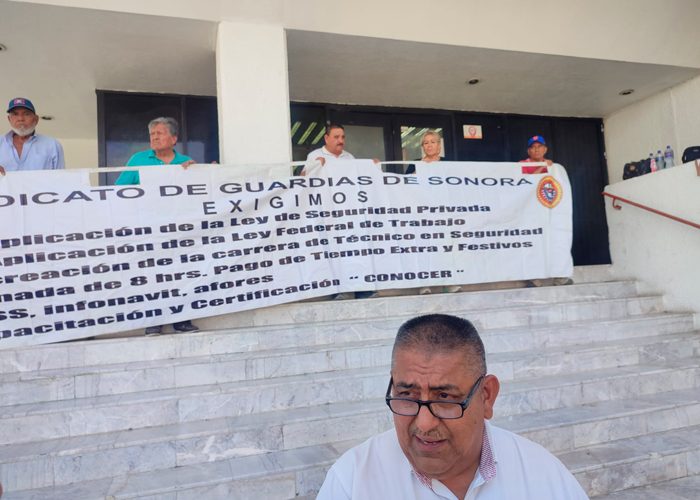 DICATO DE GUARDIAS DE SONORA
EXIGIMOS
plicación de la Ley de Seguridad Privada
Aplicación de la Ley Federal de Trabajo
creación de la carrera de Técnico en Seguridad
nada de 8 hrs. Pago de Tiempo Extra y Festivos
ss. infonavit, afores
pacitación y Certificación " CONOCER "